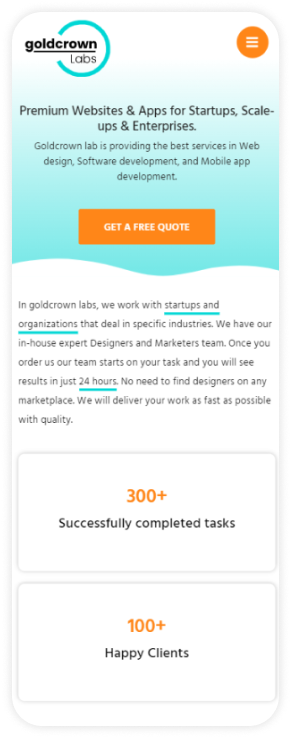 goldcrown
Labs
Premium Websites & Apps for Startups, Scale-
ups & Enterprises.
Goldcrown lab is providing the best services in Web
design, Software development, and Mobile app
development.
GET A FREE QUOTE
In goldcrown labs, we work with startups and
organizations that deal in specific industries. We have our
in-house expert Designers and Marketers team. Once you
order us our team starts on your task and you will see
results in just 24 hours. No need to find designers on any
marketplace. We will deliver your work as fast as possible
with quality.
300+
Successfully completed tasks
100+
Happy Clients